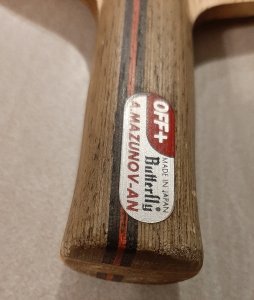 OFF+
A.MAZUNOV-AN
Butterfly
MADE IN JAPAN